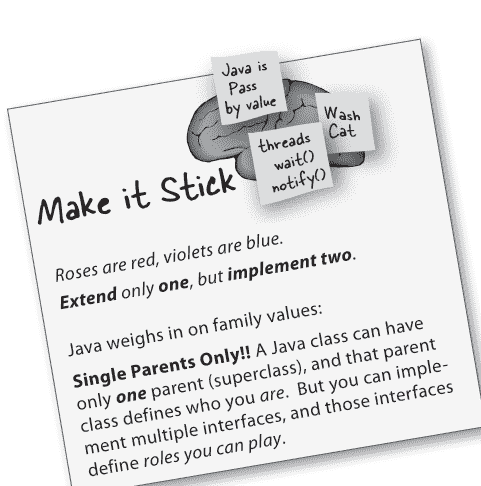 Java is
Pass
by value
Wash
Cat
threads
wait()
notify()
Make it Stick
Roses are red, violets are blue.
Extend only one, but implement two.
Java weighs in on family values:
Single Parents Only!! A Java class can have
only one parent (superclass), and that parent
class defines who you are.  But you can imple-
ment multiple interfaces, and those interfaces
define roles you can play.